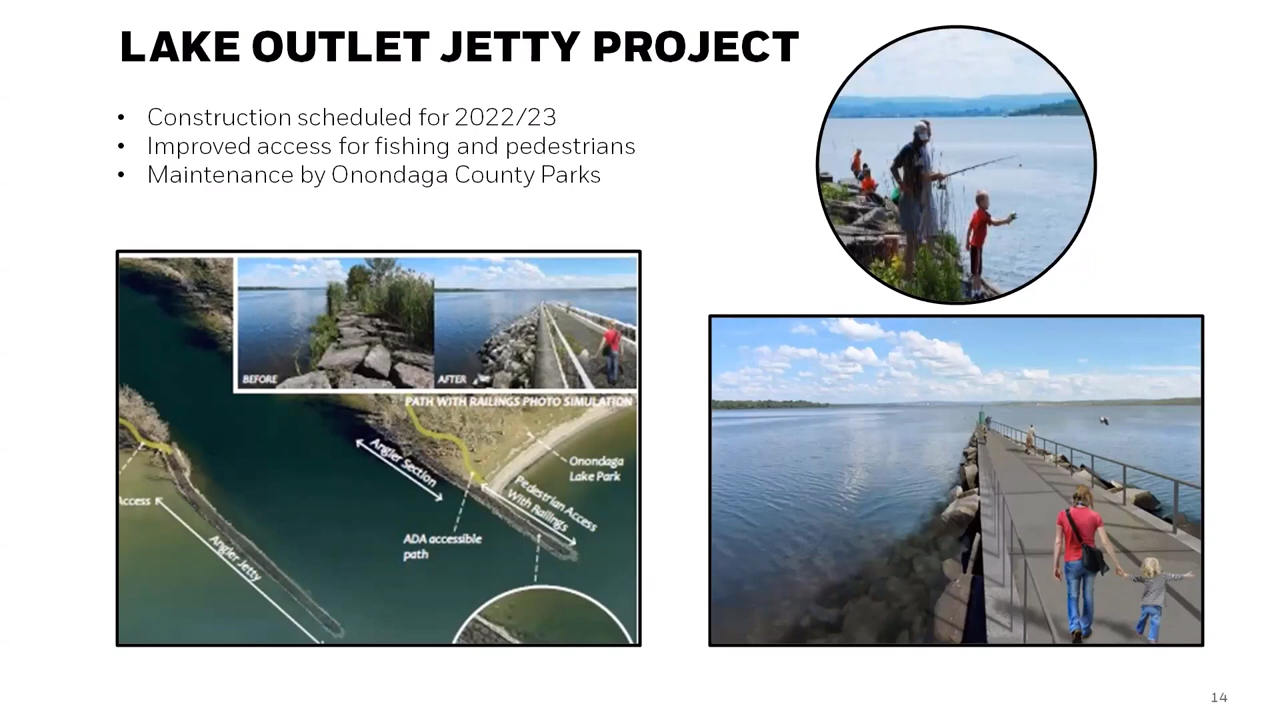 LAKE OUTLET JETTY PROJECT
• Construction scheduled for 2022/23
• Improved access for fishing and pedestrians
• Maintenance by Onondaga County Parks
BEFORE
AFTER
PATH WITH RAILINGS PHOTO SIMULATION
Angler Section
Onondaga
Lake Park
Pedestrian Access
With Railings
ADA accessible
path
Access
Angler Jetty
14